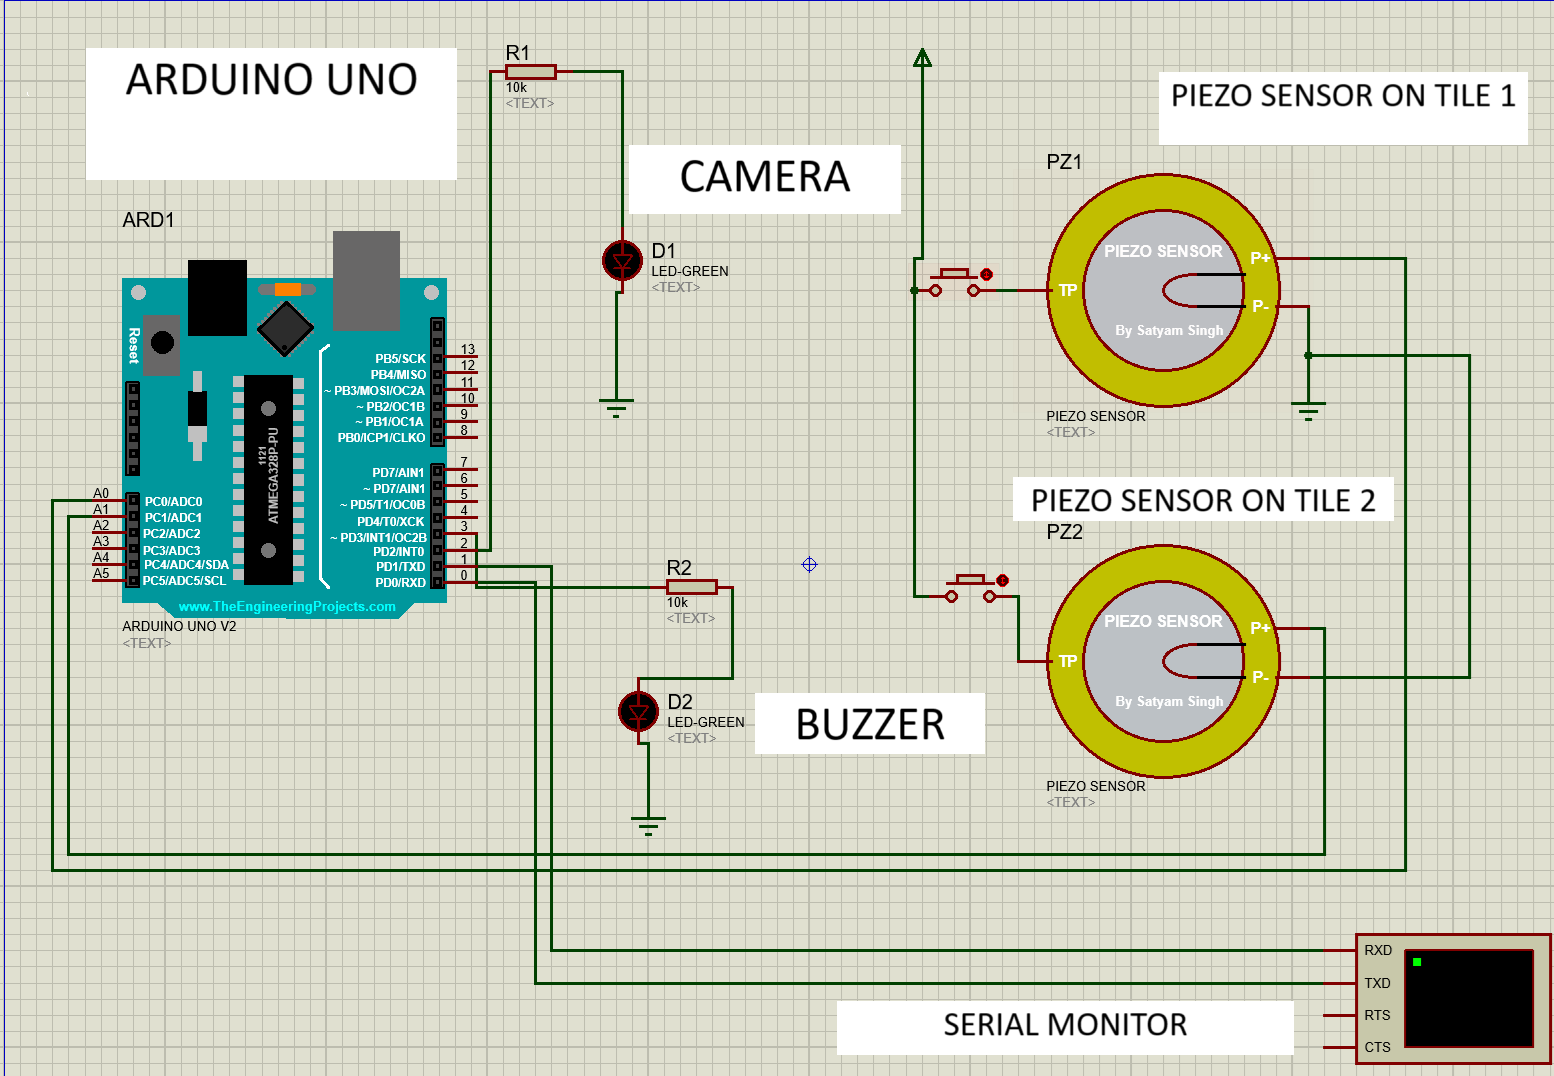 ARDUINO UNO
R1
10k
<TEXT>
CAMERA
PIEZO SENSOR ON TILE 1
PZ1
ARD1
D1
LED-GREEN
<TEXT>
PIEZO SENSOR
P+
TP
P-
By Satyam Singh
PIEZO SENSOR
<TEXT>
Reset
1121
ATMEGA328P-PU
PB5/SCK 13
PB4/MISO 12
~ PB3/MOSI/OC2A 11
~ PB2/OC1B 10
~ PB1/OC1A 9
PB0/ICP1/CLKO 8
PD7/AIN1 7
~ PD7/AIN1 6
~ PD5/T1/OC0B 5
PD4/T0/XCK 4
~ PD3/INT1/OC2B 3
PD2/INT0 2
PD1/TXD 1
PD0/RXD 0
A0 PC0/ADC0
A1 PC1/ADC1
A2 PC2/ADC2
A3 PC3/ADC3
A4 PC4/ADC4/SDA
A5 PC5/ADC5/SCL
www.TheEngineeringProjects.com
ARDUINO UNO V2
<TEXT>
PIEZO SENSOR ON TILE 2
PZ2
R2
10k
<TEXT>
PIEZO SENSOR
P+
TP
P-
By Satyam Singh
PIEZO SENSOR
<TEXT>
D2
LED-GREEN
<TEXT>
BUZZER
RXD
TXD
RTS
CTS
SERIAL MONITOR